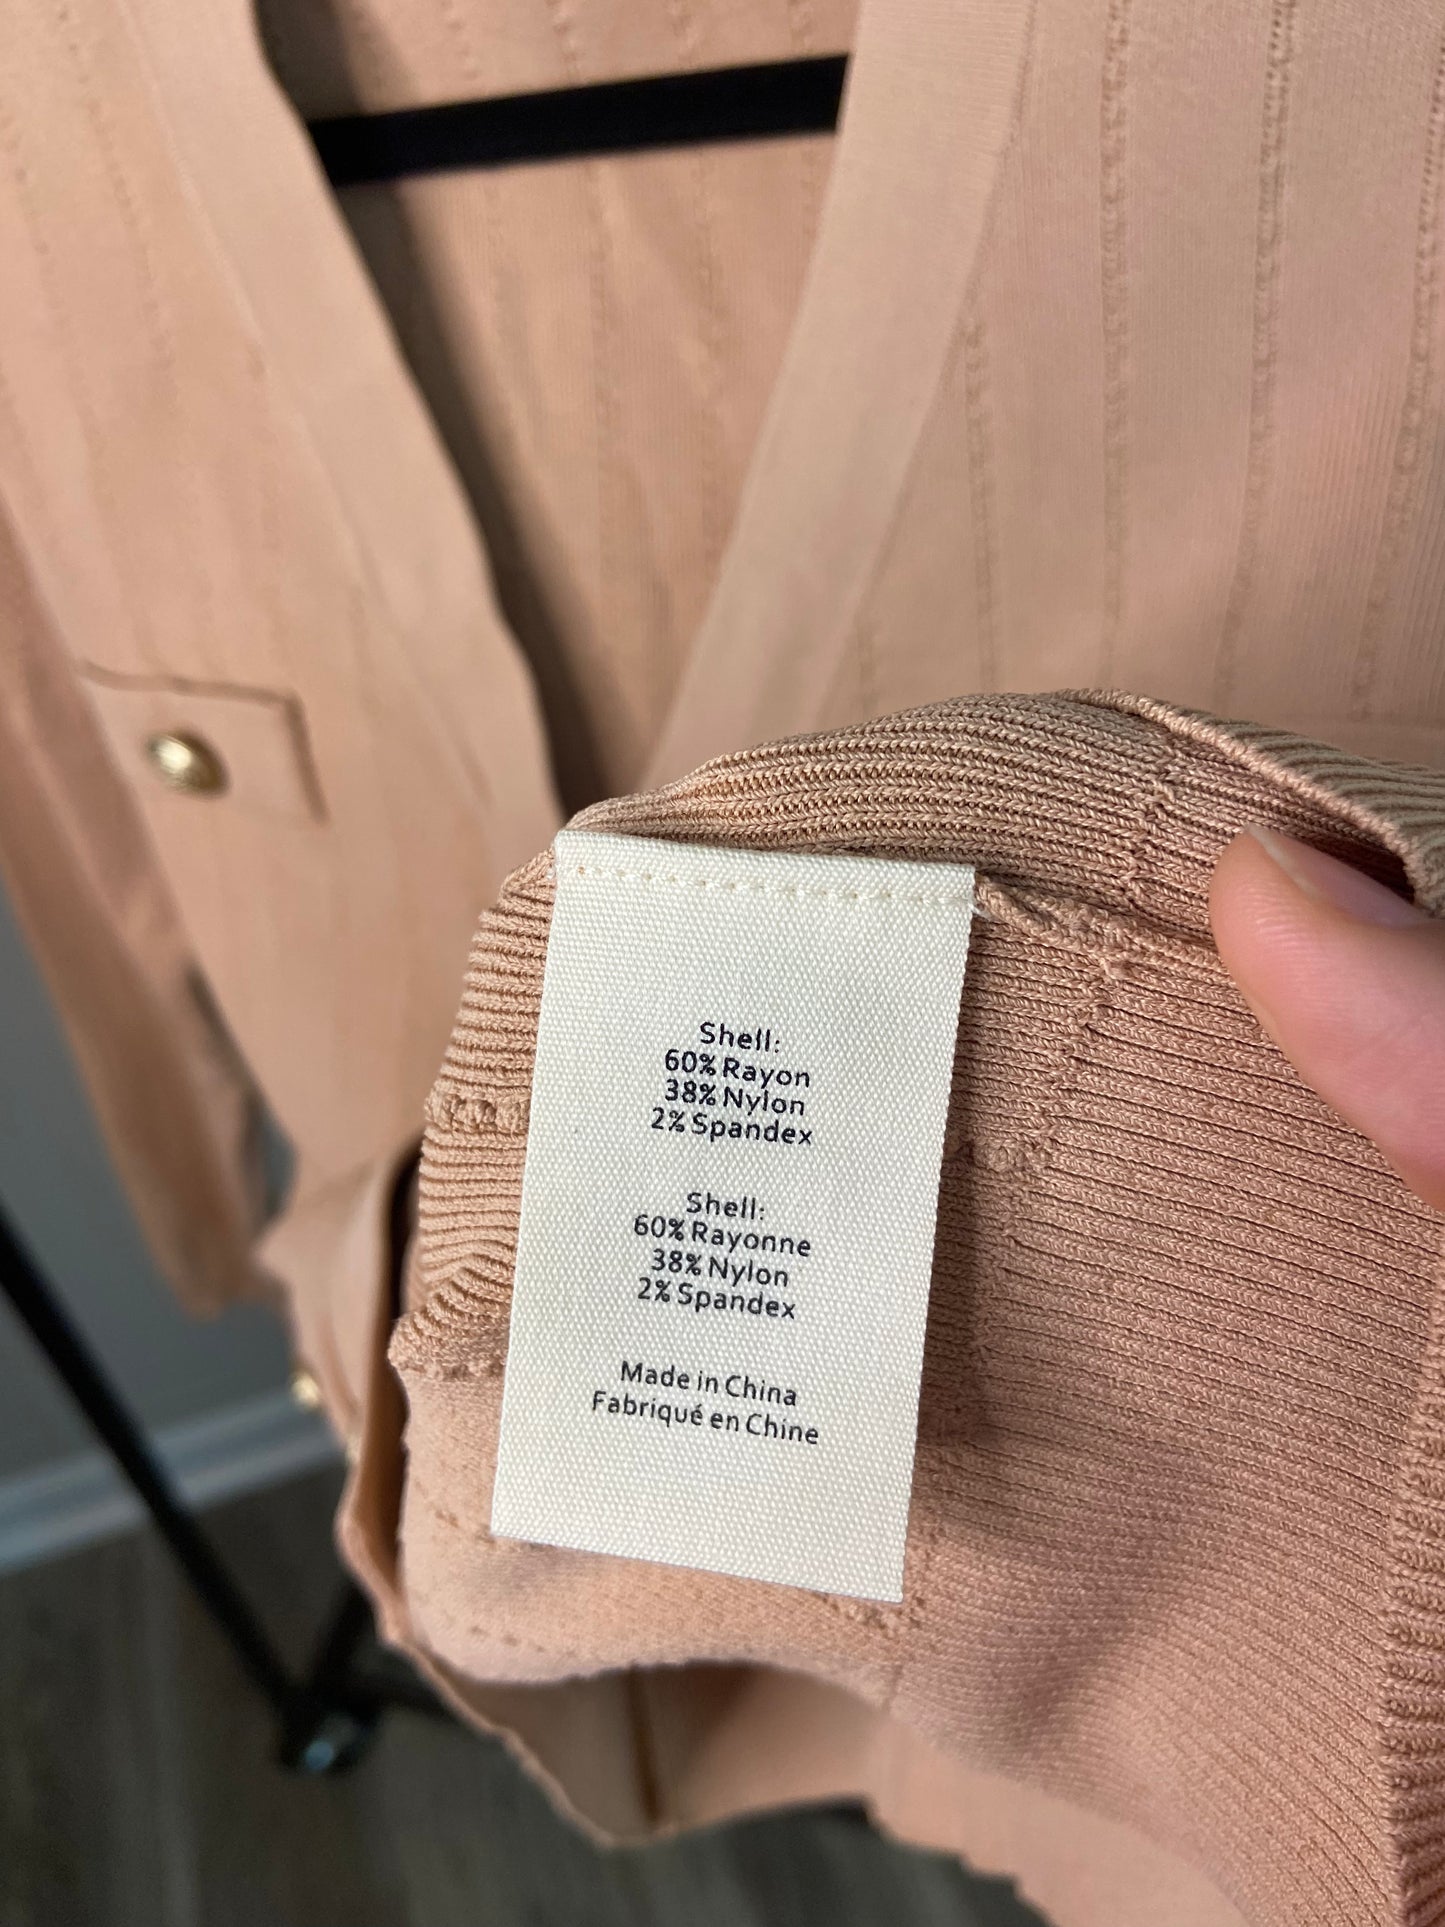 Shell:
60% Rayon
38% Nylon
2% Spandex
Shell:
60% Rayonne
38% Nylon
2% Spandex
Made in China
Fabriqué en Chine